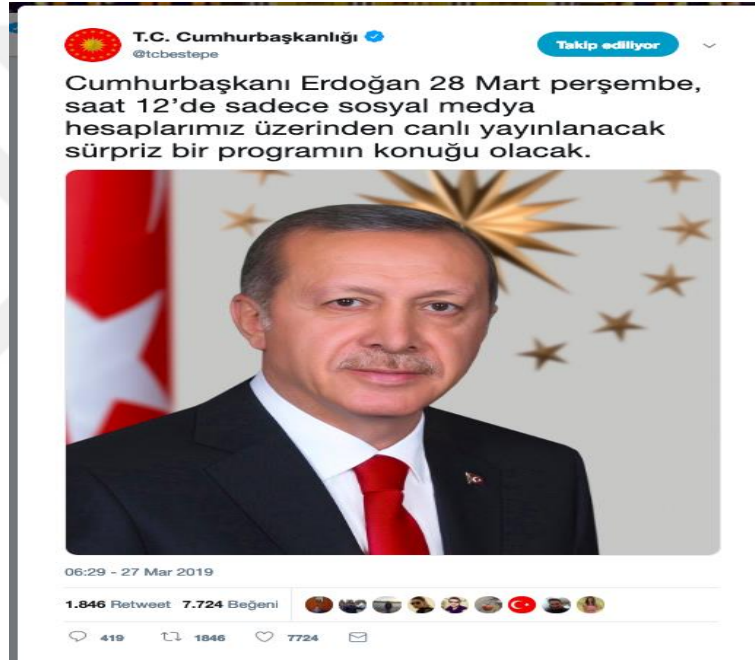 T.C. Cumhurbaşkanlığı
@tcbestepe
Takip ediliyor
Cumhurbaşkanı Erdoğan 28 Mart perşembe,
saat 12’de sadece sosyal medya
hesaplarımız üzerinden canlı yayınlanacak
sürpriz bir programın konuğu olacak.
06:29 - 27 Mar 2019
1.846 Retweet 7.724 Beğeni
419 1846 7724